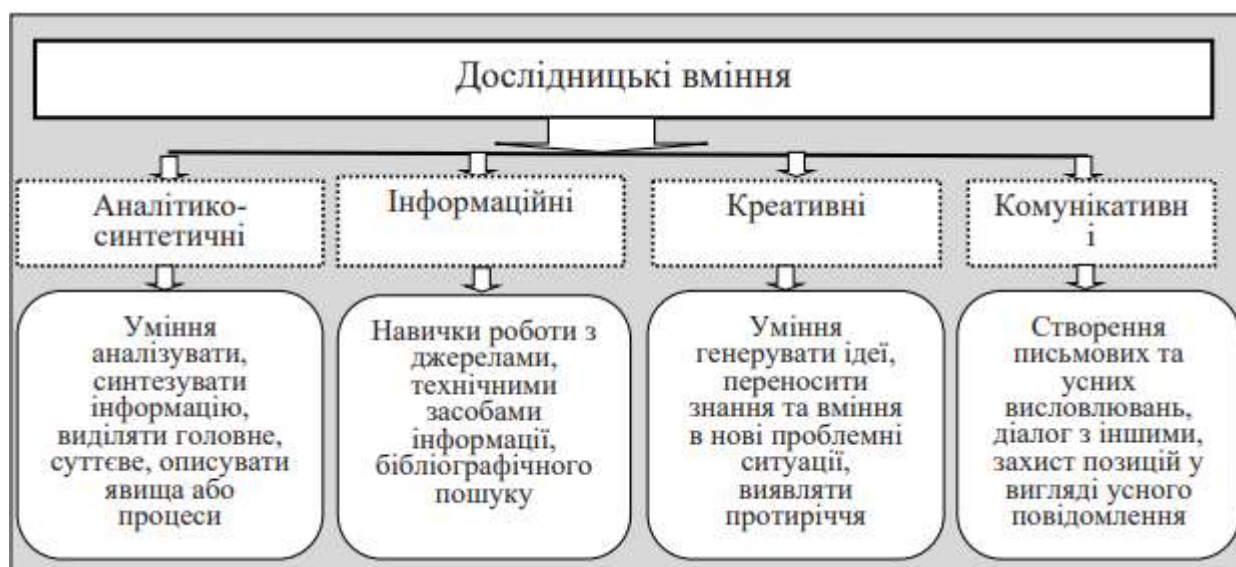 Дослідницькі вміння
Аналітико-
синтетичні
Інформаційні
Креативні
Комунікативн
і
Уміння
аналізувати,
синтезувати
інформацію,
виділяти головне,
суттєве, описувати
явища або
процеси
Навички роботи з
джерелами,
технічними
засобами
інформації,
бібліографічного
пошуку
Уміння
генерувати ідеї,
переносити
знання та вміння
в нові проблемні
ситуації,
виявляти
протиріччя
Створення
письмових та
усних
висловлювань,
діалог з іншими,
захист позицій у
вигляді усного
повідомлення